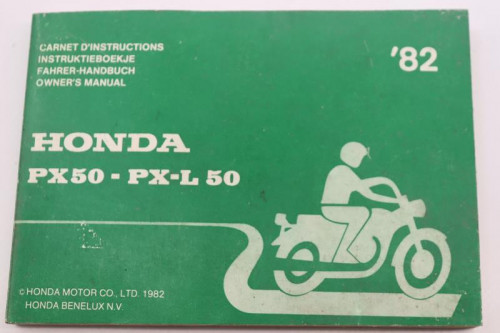 CARNET D'INSTRUCTIONS
INSTRUKTIEBOEKJE
FAHRER-HANDBUCH
OWNER'S MANUAL
'82
HONDA
PX50 - PX-L 50
© HONDA MOTOR CO., LTD. 1982
HONDA BENELUX N.V.